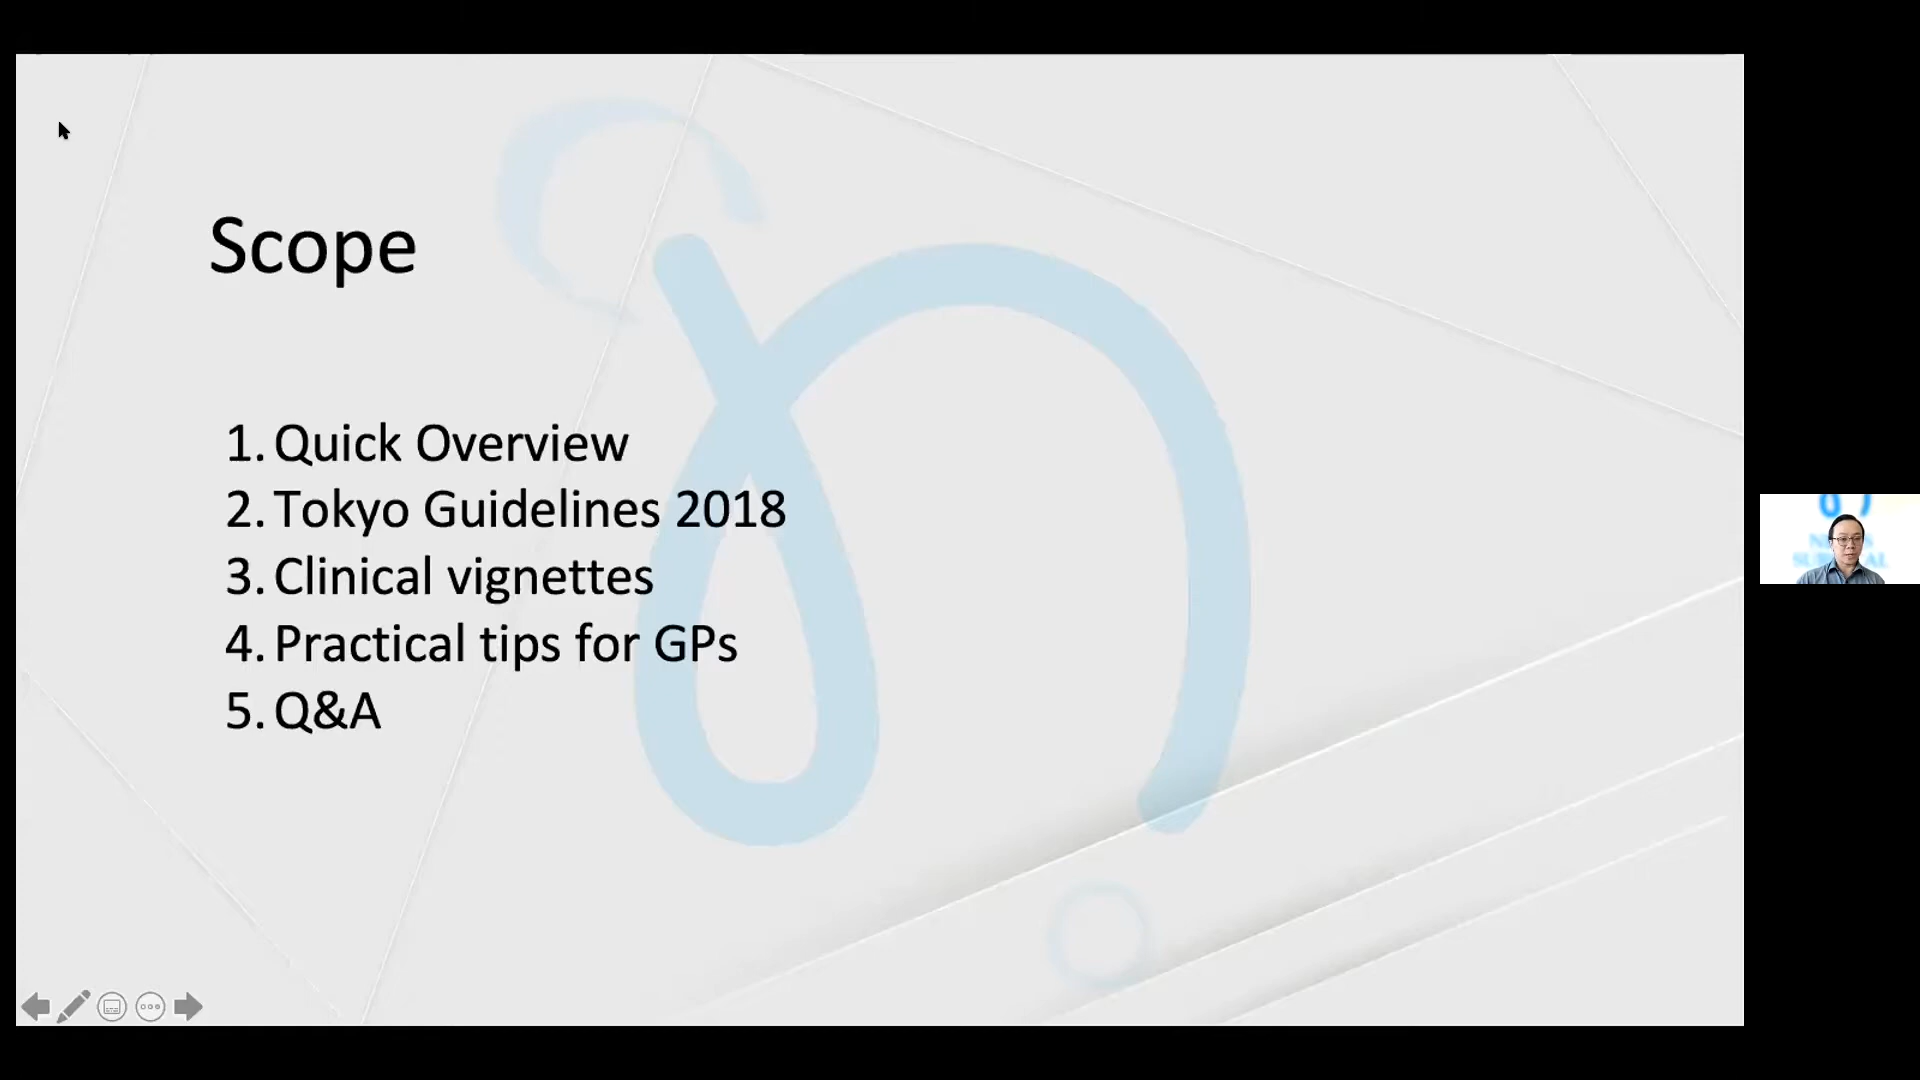 Scope
1. Quick Overview
2. Tokyo Guidelines 2018
3. Clinical vignettes
4. Practical tips for GPs
5. Q&A